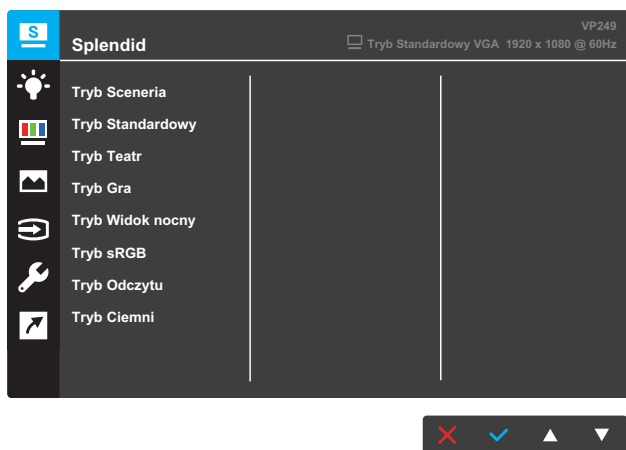 S
VP249
Splendid
Tryb Standardowy VGA 1920 x 1080 @ 60Hz
Tryb Sceneria
Tryb Standardowy
Tryb Teatr
Tryb Gra
Tryb Widok nocny
Tryb sRGB
Tryb Odczytu
Tryb Ciemni